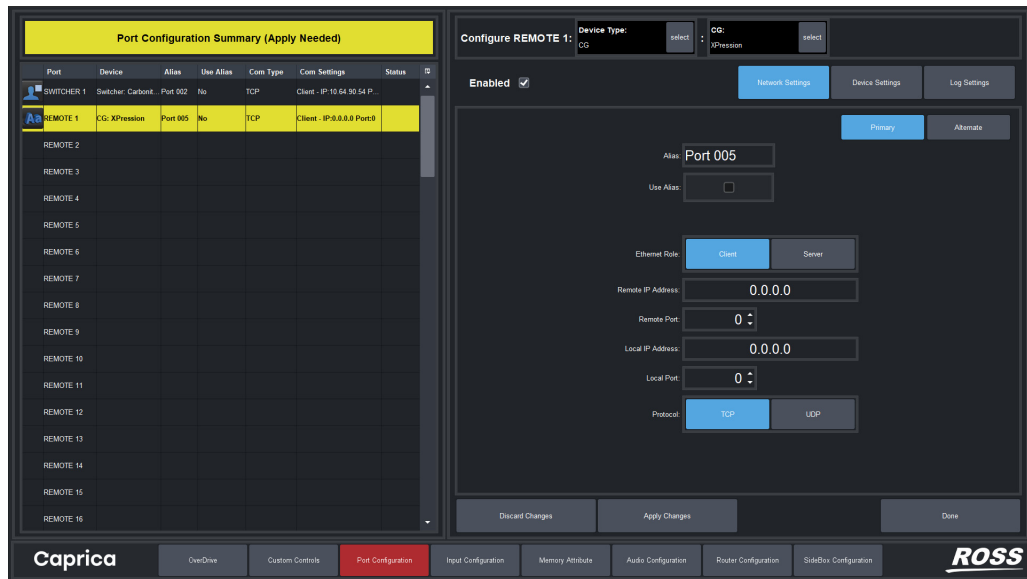 Port Configuration Summary (Apply Needed)
Port Device Alias Use Alias Com Type Com Settings Status
SWITCHER 1 Switcher: Carbonit... Port 002 No TCP Client - IP:10.64.90.54 P...
Aa REMOTE 1 CG: XPression Port 005 No TCP Client - IP:0.0.0.0 Port:0
REMOTE 2
REMOTE 3
REMOTE 4
REMOTE 5
REMOTE 6
REMOTE 7
REMOTE 8
REMOTE 9
REMOTE 10
REMOTE 11
REMOTE 12
REMOTE 13
REMOTE 14
REMOTE 15
REMOTE 16
Configure REMOTE 1: Device Type: CG select : CG: XPression select
Enabled Network Settings Device Settings Log Settings
Primary Alternate
Alias: Port 005
Use Alias:
Ethernet Role: Client Server
Remote IP Address: 0.0.0.0
Remote Port: 0
Local IP Address: 0.0.0.0
Local Port: 0
Protocol: TCP UDP
Discard Changes Apply Changes Done
Caprica OverDrive Custom Controls Port Configuration Input Configuration Memory Attribute Audio Configuration Router Configuration SideBox Configuration ROSS